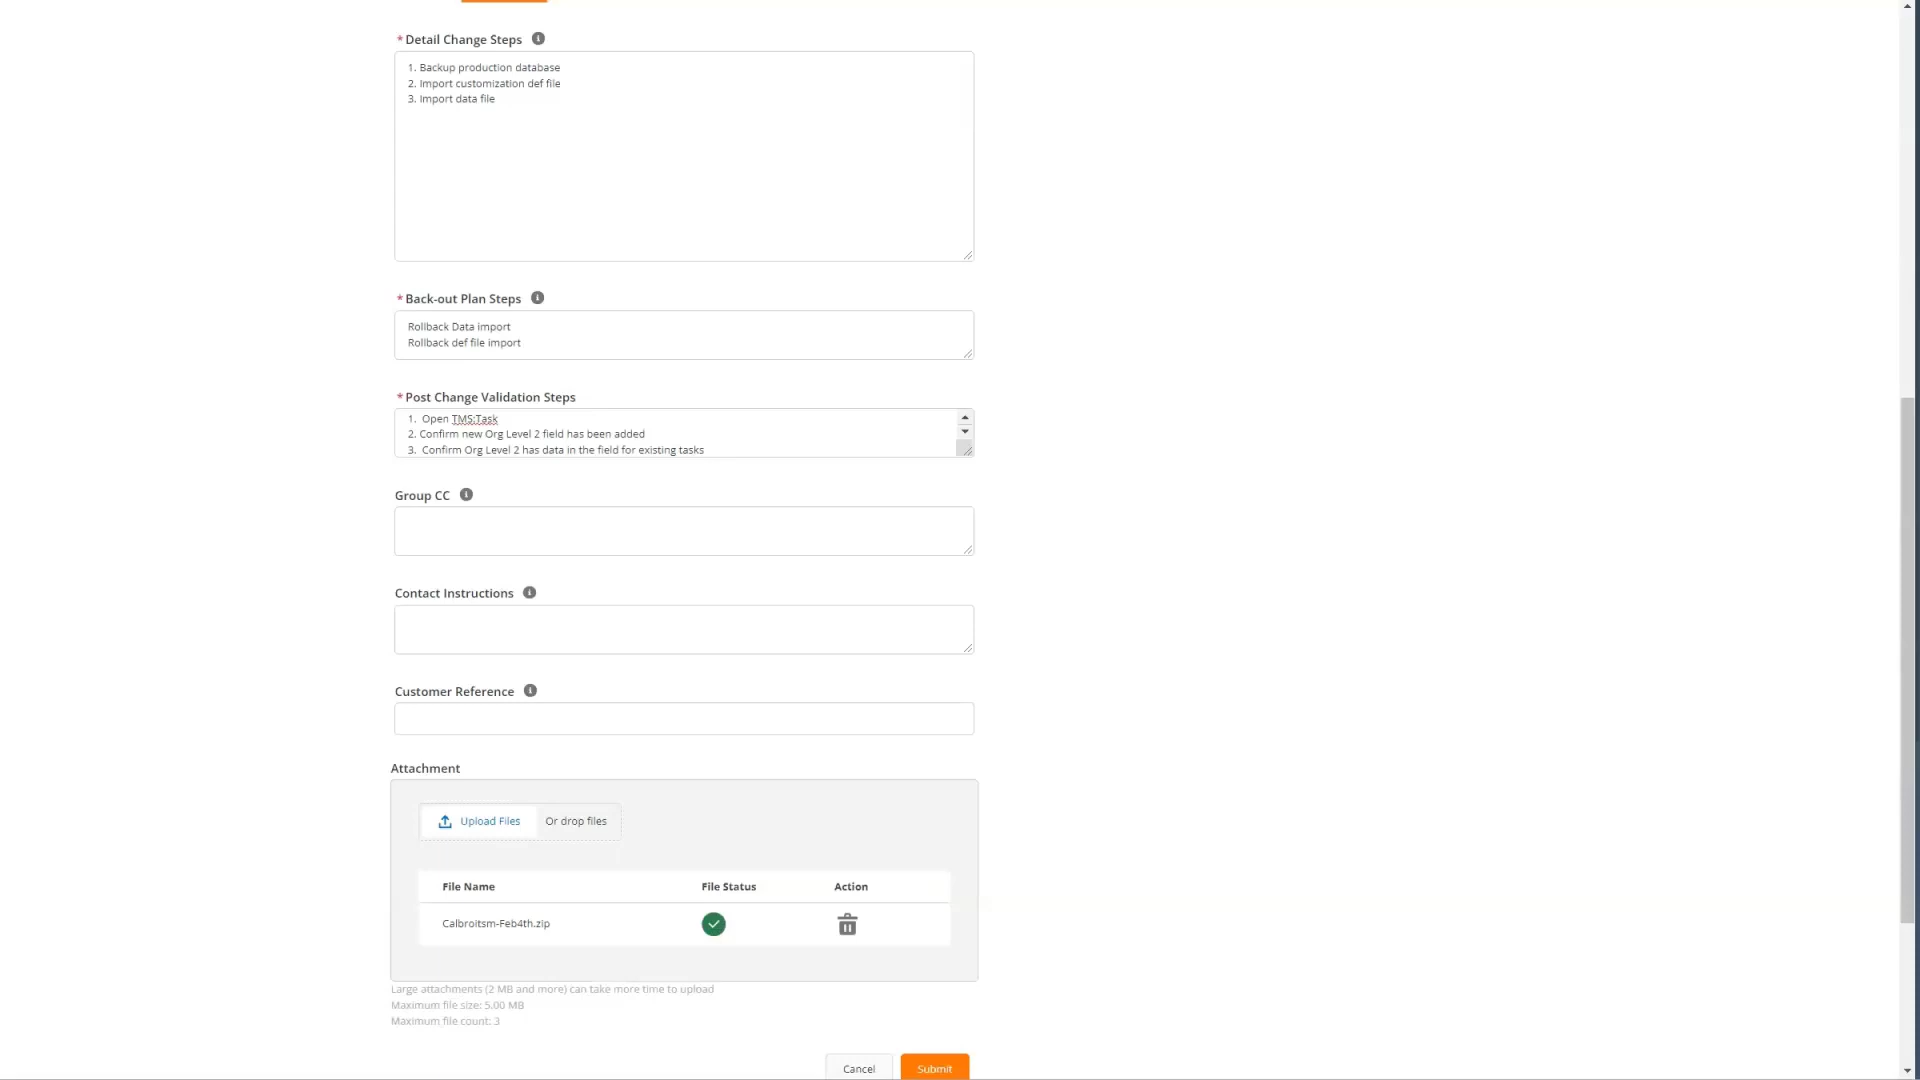 * Detail Change Steps
1. Backup production database
2. Import customization def file
3. Import data file
* Back-out Plan Steps
Rollback Data import
Rollback def file import
* Post Change Validation Steps
1. Open TMS:Task
2. Confirm new Org Level 2 field has been added
3. Confirm Org Level 2 has data in the field for existing tasks
Group CC
Contact Instructions
Customer Reference
Attachment
Upload Files Or drop files
File Name File Status Action
Calbroitsm-Feb4th.zip
Large attachments (2 MB and more) can take more time to upload
Maximum file size: 5.00 MB
Maximum file count: 3
Cancel Submit